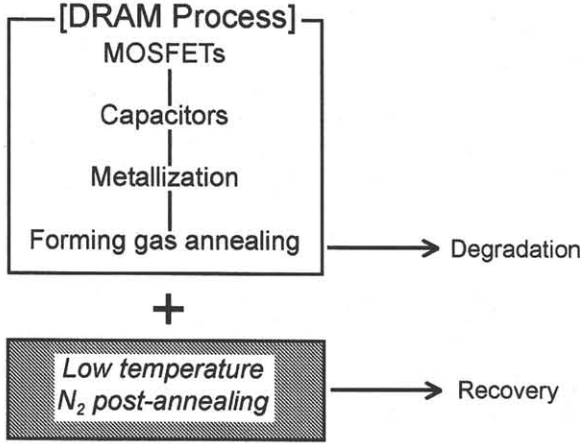 [DRAM Process]
MOSFETs
Capacitors
Metallization
Forming gas annealing
Degradation
+
Low temperature
N₂ post-annealing
Recovery